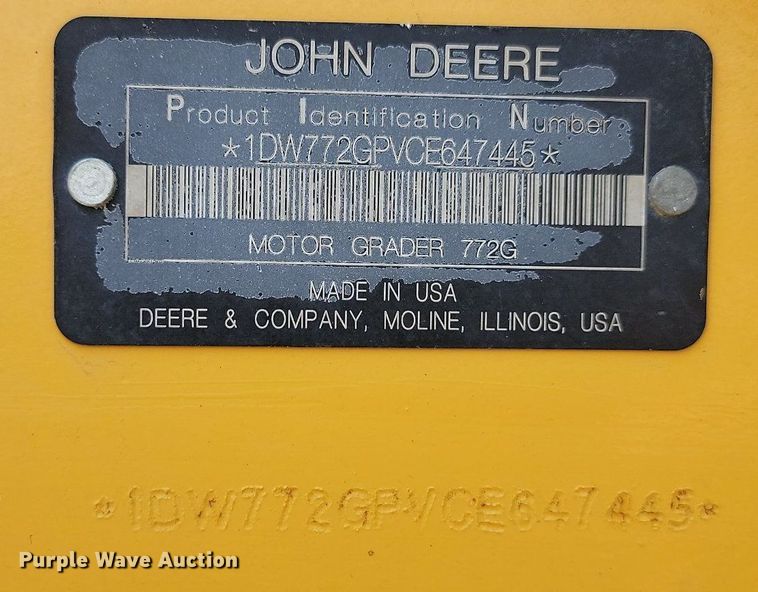 JOHN DEERE
Product Identification Number
*1DW772GPVCE647445*
MOTOR GRADER 772G
MADE IN USA
DEERE & COMPANY, MOLINE, ILLINOIS, USA
*1DW772GPVCE647445*
Purple Wave Auction